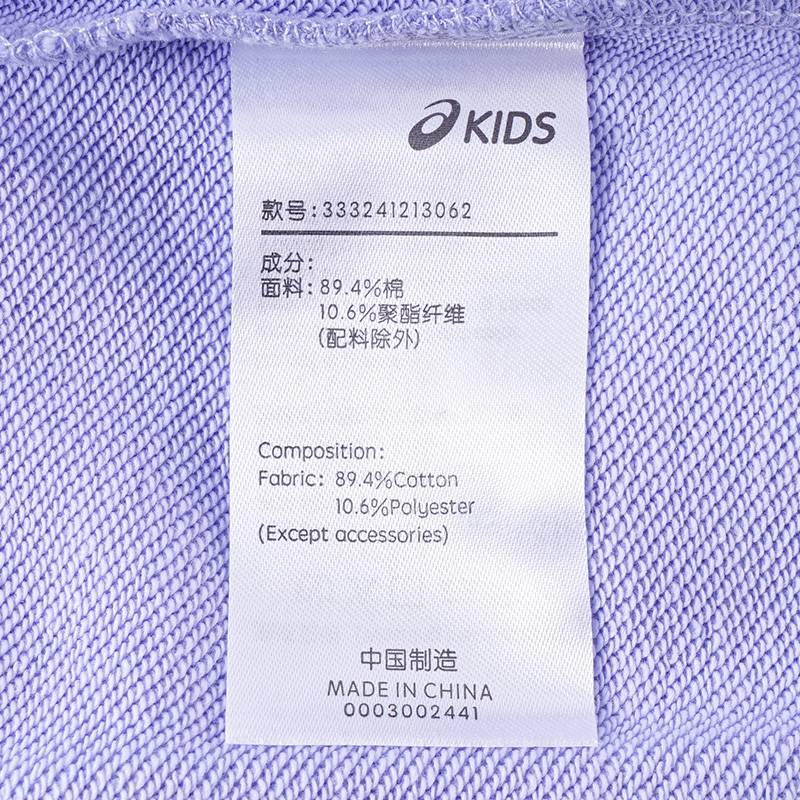 KIDS
款号:333241213062
成分:
面料:89.4%棉
10.6%聚酯纤维
(配料除外)
Composition:
Fabric: 89.4%Cotton
10.6%Polyester
(Except accessories)
中国制造
MADE IN CHINA
0003002441